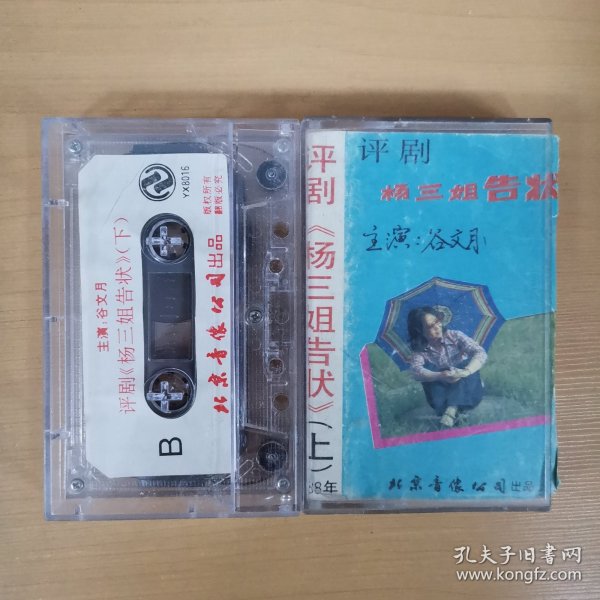 B
评剧《杨三姐告状》(下)
主演:谷文月
YX8016
版权所有
翻版必究
北京音像公司出品
评剧《杨三姐告状》(上)
88年
评剧
杨三姐告状
主演:谷文月
北京音像公司出品
孔夫子旧书网
www.kongfz.com